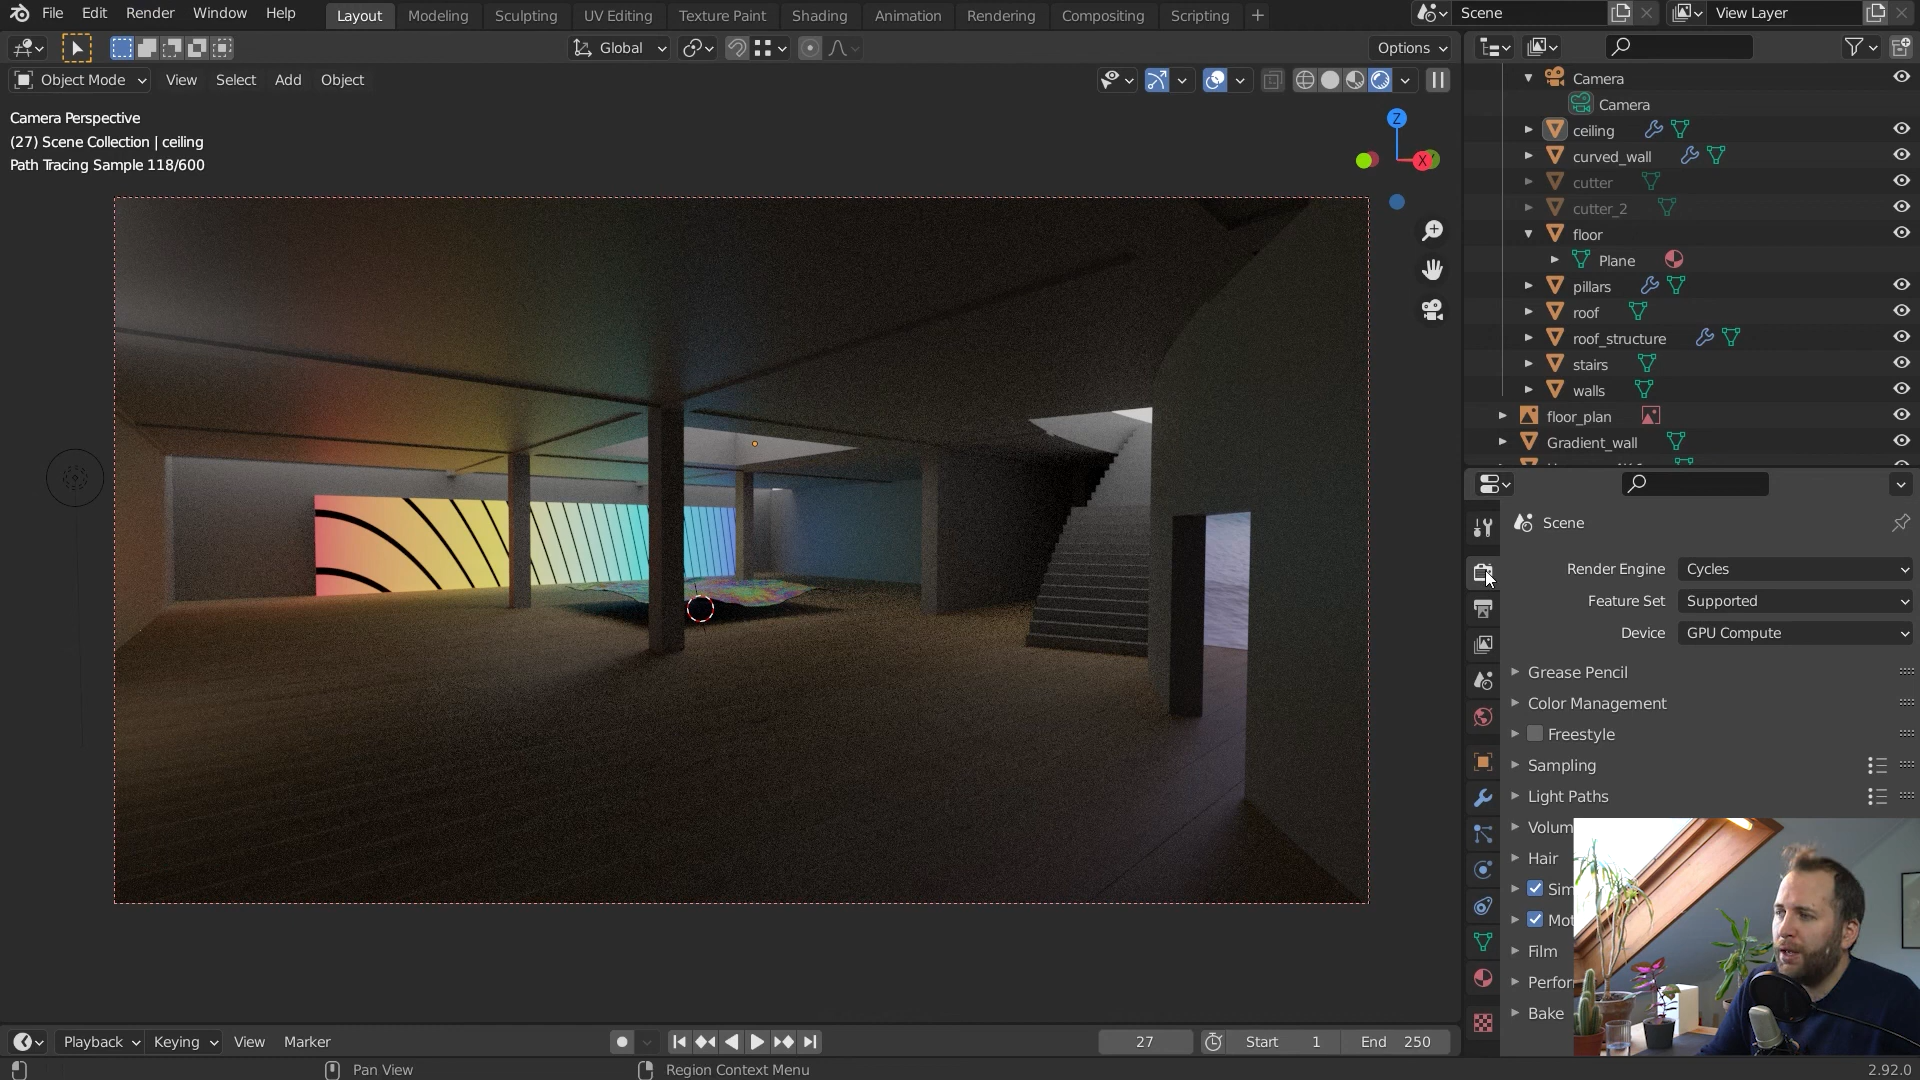 File Edit Render Window Help Layout Modeling Sculpting UV Editing Texture Paint Shading Animation Rendering Compositing Scripting + Scene View Layer
Global Options
Object Mode View Select Add Object
Camera Perspective
(27) Scene Collection | ceiling
Path Tracing Sample 118/600
Z
X
Camera
Camera
ceiling
curved_wall
cutter
cutter_2
floor
Plane
pillars
roof
roof_structure
stairs
walls
floor_plan
Gradient_wall
Scene
Render Engine Cycles
Feature Set Supported
Device GPU Compute
Grease Pencil
Color Management
Freestyle
Sampling
Light Paths
Volum
Hair
Sim
Mot
Film
Perfor
Bake
Playback Keying View Marker 27 Start 1 End 250
Pan View Region Context Menu 2.92.0